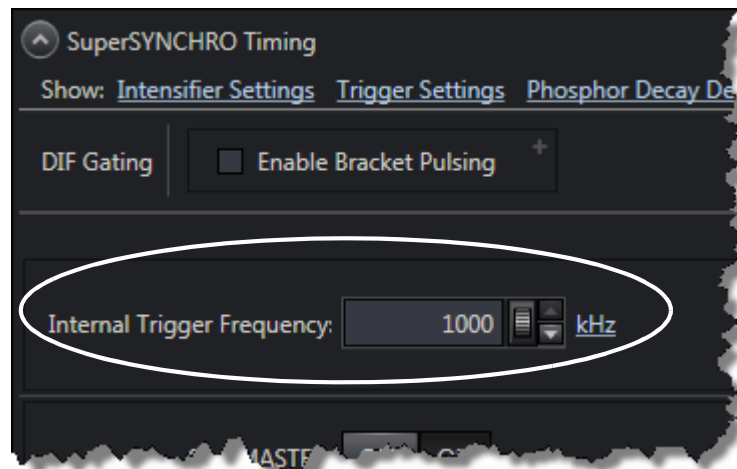 SuperSYNCHRO Timing
Show: Intensifier Settings Trigger Settings Phosphor Decay De
DIF Gating Enable Bracket Pulsing +
Internal Trigger Frequency: 1000 kHz